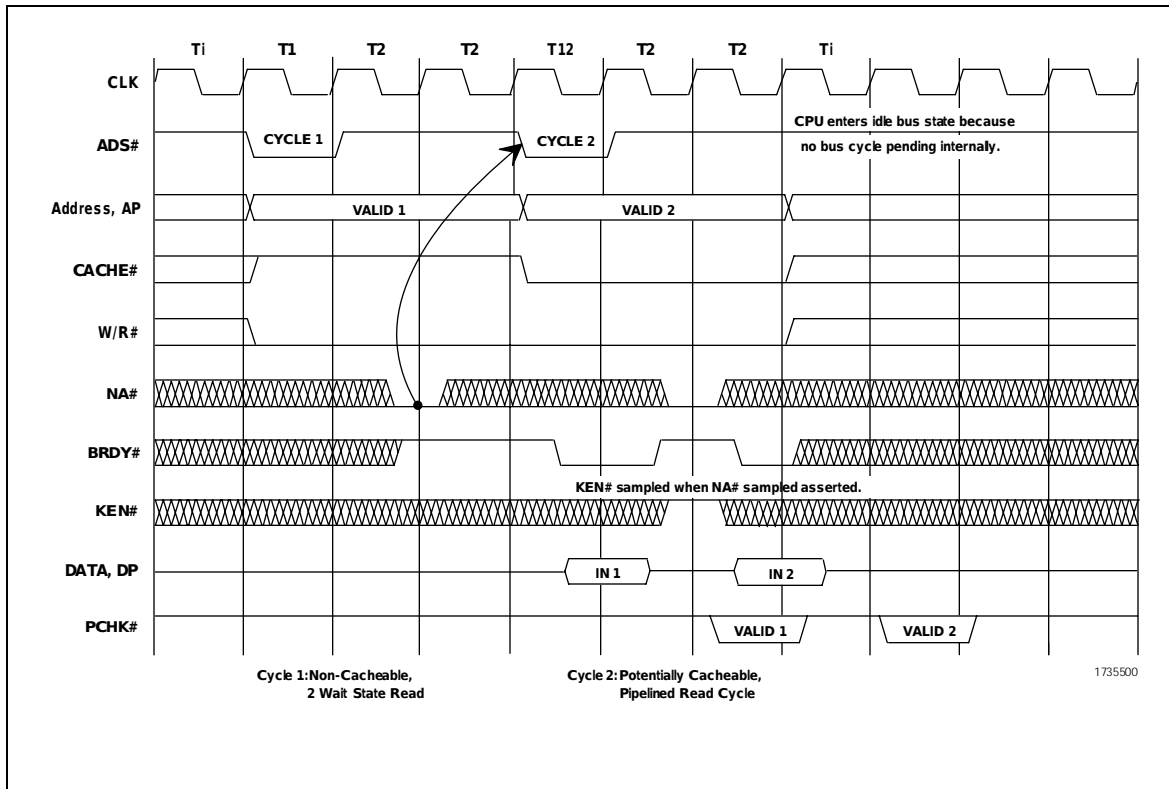 Ti T1 T2 T2 T12 T2 T2 Ti
CLK
ADS#
CYCLE 1
CYCLE 2
CPU enters idle bus state because
no bus cycle pending internally.
Address, AP
VALID 1
VALID 2
CACHE#
W/R#
NA#
BRDY#
KEN# sampled when NA# sampled asserted.
KEN#
DATA, DP
IN 1
IN 2
PCHK#
VALID 1
VALID 2
Cycle 1:Non-Cacheable,
2 Wait State Read
Cycle 2:Potentially Cacheable,
Pipelined Read Cycle
1735500